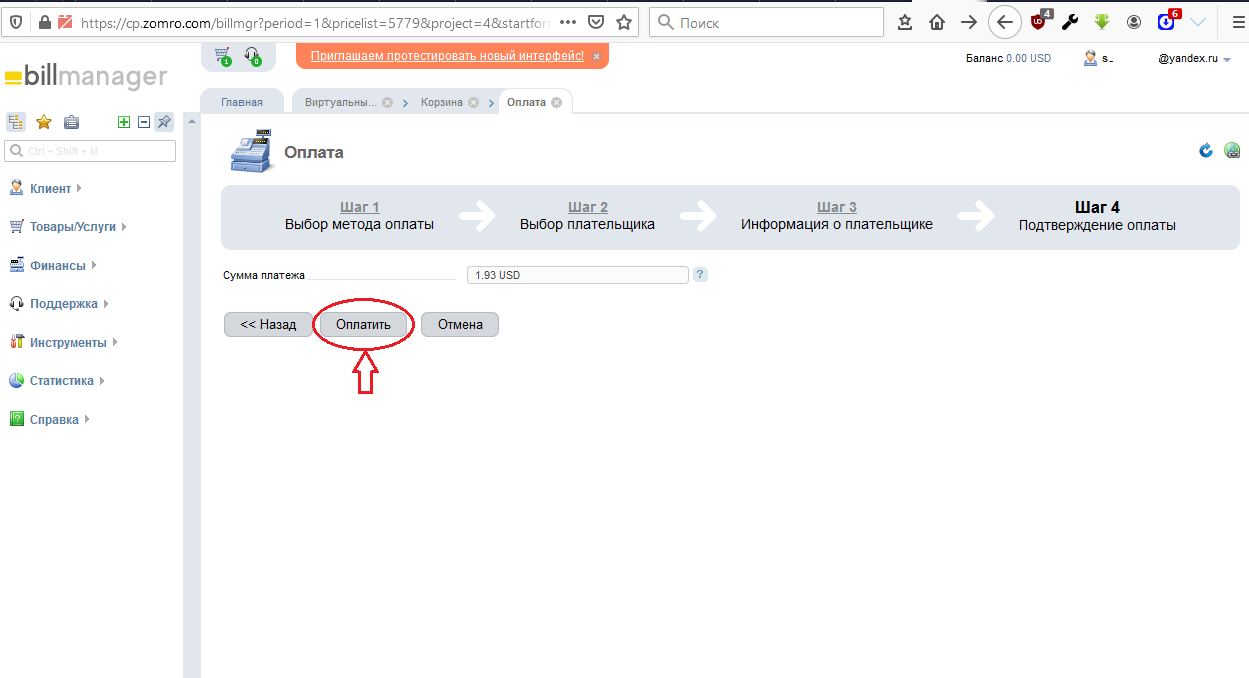 https://cp.zomro.com/billmgr?period=1&pricelist=5779&project=4&startfor
Поиск
4
6
billmanager
1
0
Приглашаем протестировать новый интерфейс!
Баланс 0.00 USD
s..
@yandex.ru
Главная
Виртуальны...
Корзина
Оплата
Ctrl + Shift + M
Клиент
Товары/Услуги
Финансы
Поддержка
Инструменты
Статистика
Справка
Оплата
Шаг 1
Выбор метода оплаты
Шаг 2
Выбор плательщика
Шаг 3
Информация о плательщике
Шаг 4
Подтверждение оплаты
Сумма платежа
1.93 USD
?
<< Назад
Оплатить
Отмена